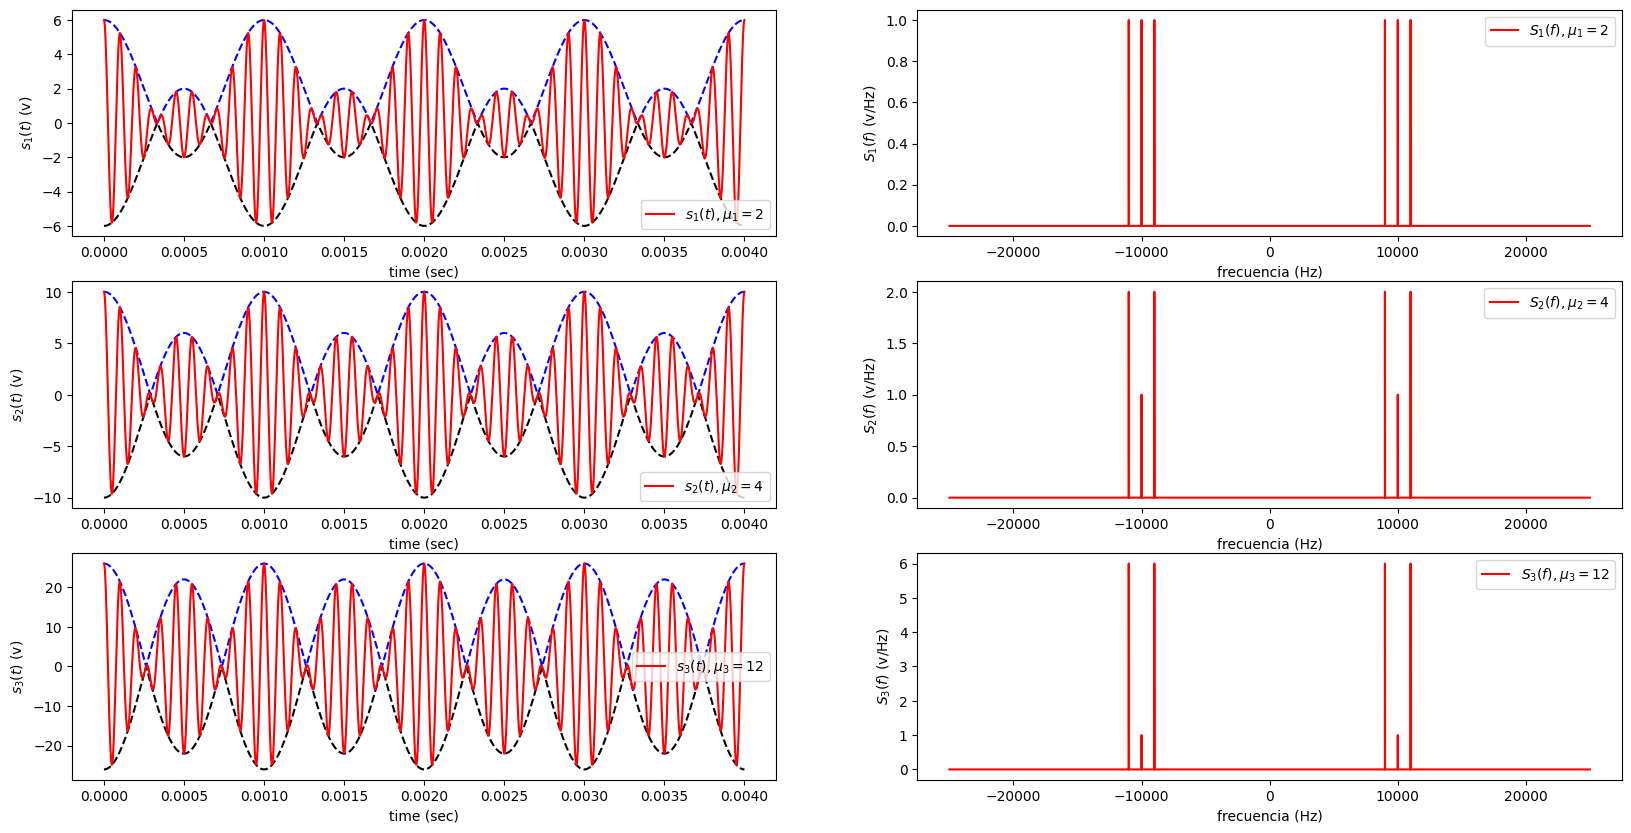 6
4
2
0
−2
−4
−6
s₁(t) (v)
s₁(t), μ₁ = 2
0.0000 0.0005 0.0010 0.0015 0.0020 0.0025 0.0030 0.0035 0.0040
time (sec)
1.0
0.8
0.6
0.4
0.2
0.0
S₁(f) (v/Hz)
S₁(f), μ₁ = 2
−20000 −10000 0 10000 20000
frecuencia (Hz)
10
5
0
−5
−10
s₂(t) (v)
s₂(t), μ₂ = 4
0.0000 0.0005 0.0010 0.0015 0.0020 0.0025 0.0030 0.0035 0.0040
time (sec)
2.0
1.5
1.0
0.5
0.0
S₂(f) (v/Hz)
S₂(f), μ₂ = 4
−20000 −10000 0 10000 20000
frecuencia (Hz)
20
10
0
−10
−20
s₃(t) (v)
s₃(t), μ₃ = 12
0.0000 0.0005 0.0010 0.0015 0.0020 0.0025 0.0030 0.0035 0.0040
time (sec)
6
5
4
3
2
1
0
S₃(f) (v/Hz)
S₃(f), μ₃ = 12
−20000 −10000 0 10000 20000
frecuencia (Hz)